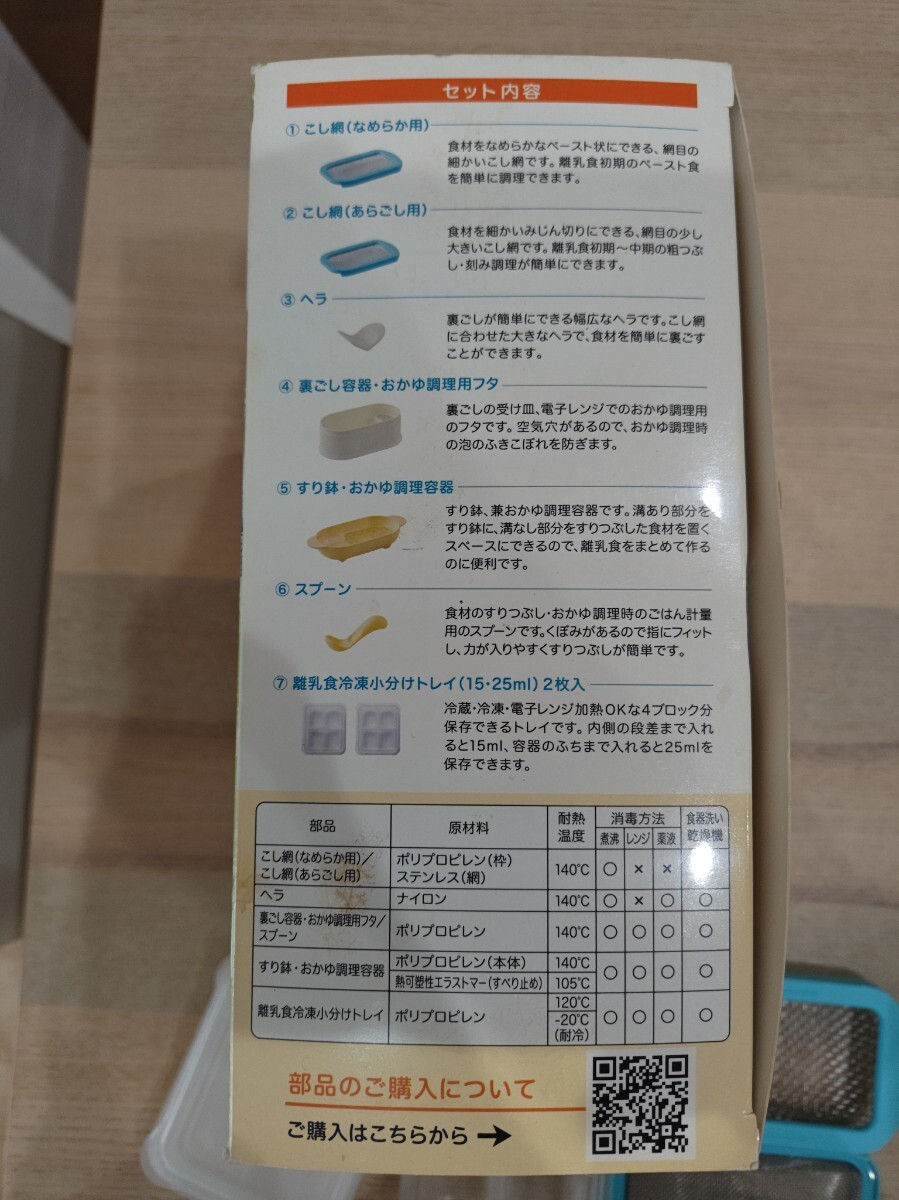 セット内容
① こし網(なめらか用)
食材をなめらかなペースト状にできる、網目の
細かいこし網です。離乳食初期のペースト食
を簡単に調理できます。
② こし網(あらごし用)
食材を細かいみじん切りにできる、網目の少し
大きいこし網です。離乳食初期～中期の粗つぶ
し・刻み調理が簡単にできます。
③ ヘラ
裏ごしが簡単にできる幅広なヘラです。こし網
に合わせた大きなヘラで、食材を簡単に裏ごす
ことができます。
④ 裏ごし容器・おかゆ調理用フタ
裏ごしの受け皿、電子レンジでのおかゆ調理用
のフタです。空気穴があるので、おかゆ調理時
の泡のふきこぼれを防ぎます。
⑤ すり鉢・おかゆ調理容器
すり鉢、兼おかゆ調理容器です。溝あり部分を
すり鉢に、溝なし部分をすりつぶした食材を置く
スペースにできるので、離乳食をまとめて作る
のに便利です。
⑥ スプーン
食材のすりつぶし・おかゆ調理時のごはん計量
用のスプーンです。くぼみがあるので指にフィット
し、力が入りやすくすりつぶしが簡単です。
⑦ 離乳食冷凍小分けトレイ(15・25ml) 2枚入
冷蔵・冷凍・電子レンジ加熱OKな4ブロック分
保存できるトレイです。内側の段差まで入れ
ると15ml、容器のふちまで入れると25mlを
保存できます。
部品 原材料 耐熱温度 消毒方法 煮沸 レンジ 薬液 食器洗い乾燥機
こし網(なめらか用)/こし網(あらごし用) ポリプロピレン(枠) ステンレス(網) 140℃ ○ × ×
ヘラ ナイロン 140℃ ○ × ○ ○
裏ごし容器・おかゆ調理用フタ/スプーン ポリプロピレン 140℃ ○ ○ ○ ○
すり鉢・おかゆ調理容器 ポリプロピレン(本体) 140℃ 熱可塑性エラストマー(すべり止め) 105℃ ○ ○ ○ ○
離乳食冷凍小分けトレイ ポリプロピレン 120℃ -20℃(耐冷) ○ ○ ○ ○
部品のご購入について
ご購入はこちらから →